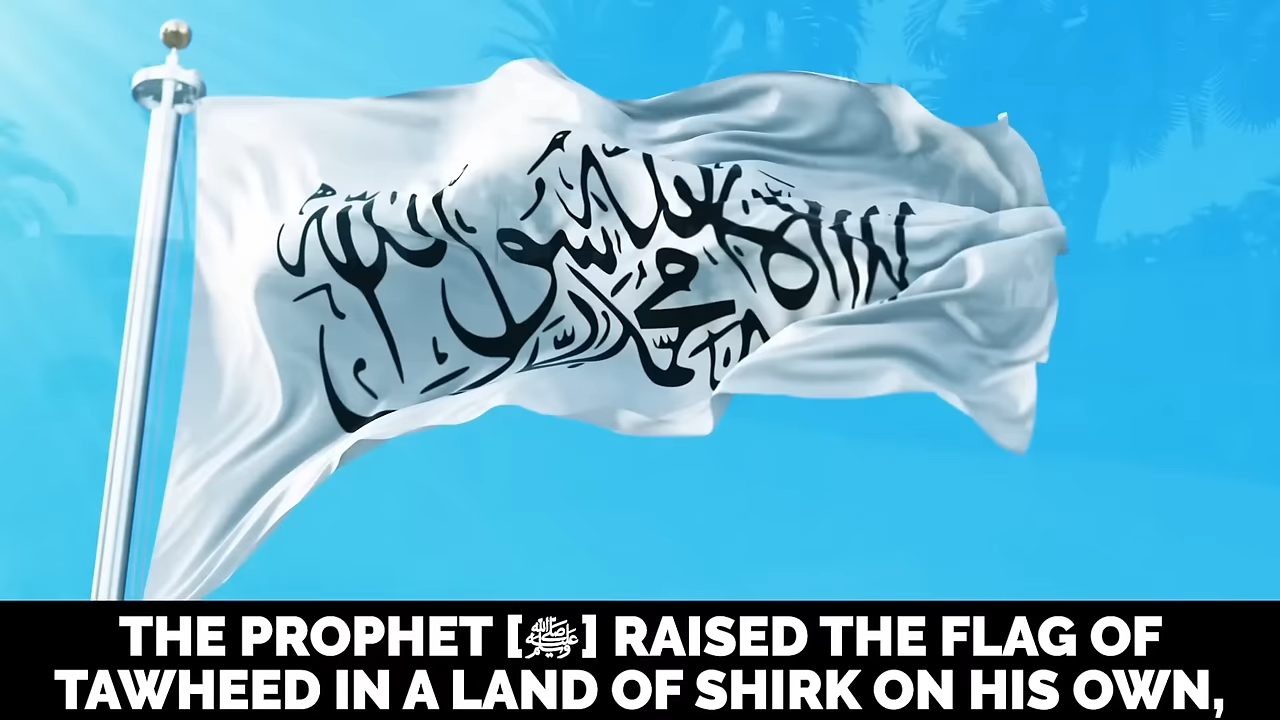 لا إله إلا الله محمد رسول الله
THE PROPHET [ﷺ] RAISED THE FLAG OF
TAWHEED IN A LAND OF SHIRK ON HIS OWN,